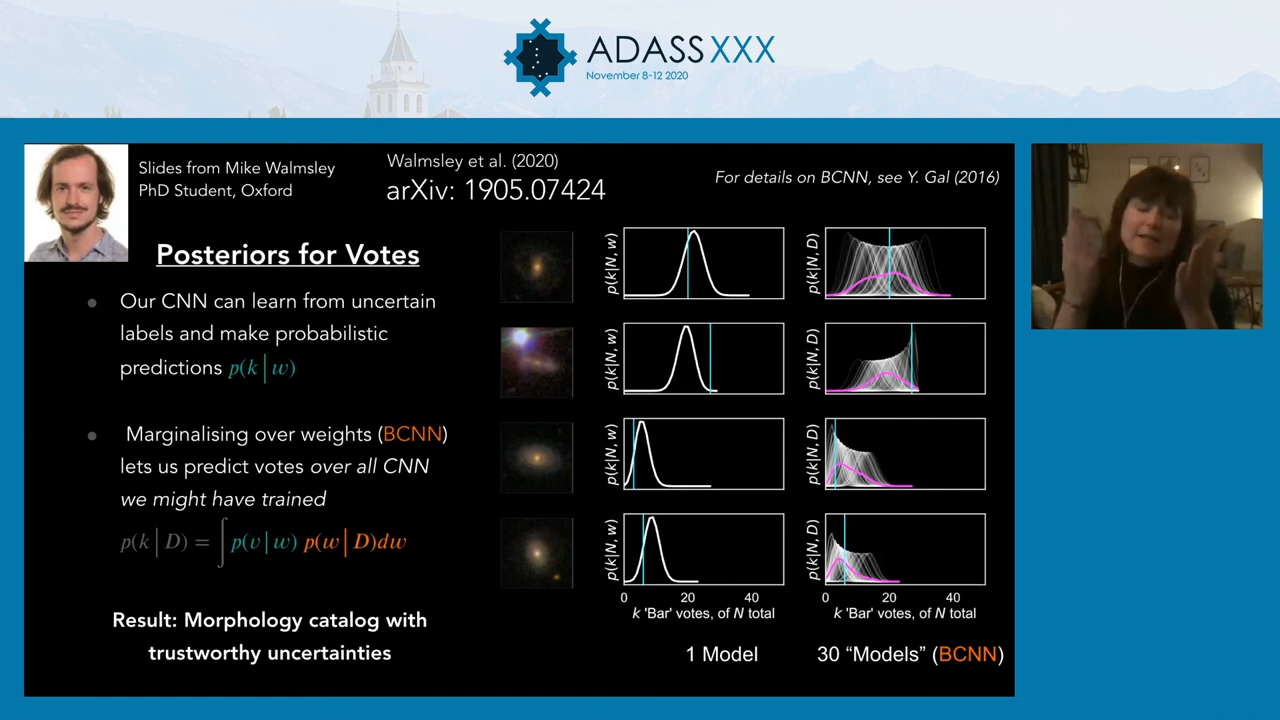 ADASS XXX
November 8-12 2020
Slides from Mike Walmsley
PhD Student, Oxford
Walmsley et al. (2020)
arXiv: 1905.07424
For details on BCNN, see Y. Gal (2016)
Posteriors for Votes
Our CNN can learn from uncertain
labels and make probabilistic
predictions p(k|w)
Marginalising over weights (BCNN)
lets us predict votes over all CNN
we might have trained
p(k|D) = ∫ p(v|w) p(w|D)dw
Result: Morphology catalog with
trustworthy uncertainties
p(k|N, w)
p(k|N, D)
p(k|N, w)
p(k|N, D)
p(k|N, w)
p(k|N, D)
p(k|N, w)
p(k|N, D)
0 20 40
k 'Bar' votes, of N total
0 20 40
k 'Bar' votes, of N total
1 Model
30 “Models” (BCNN)